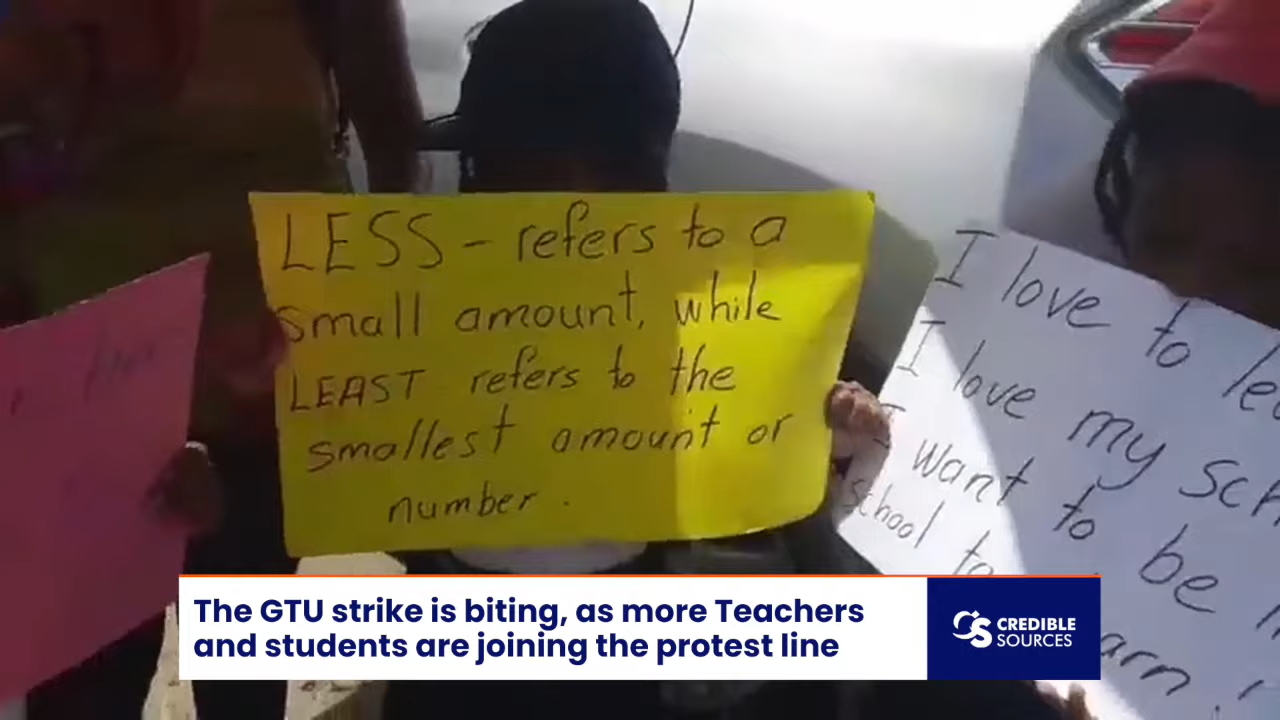 LESS - refers to a
small amount, while
LEAST refers to the
smallest amount or
number.
I love to
I love my
I want to be
school to
The GTU strike is biting, as more Teachers
and students are joining the protest line
CS CREDIBLE
SOURCES